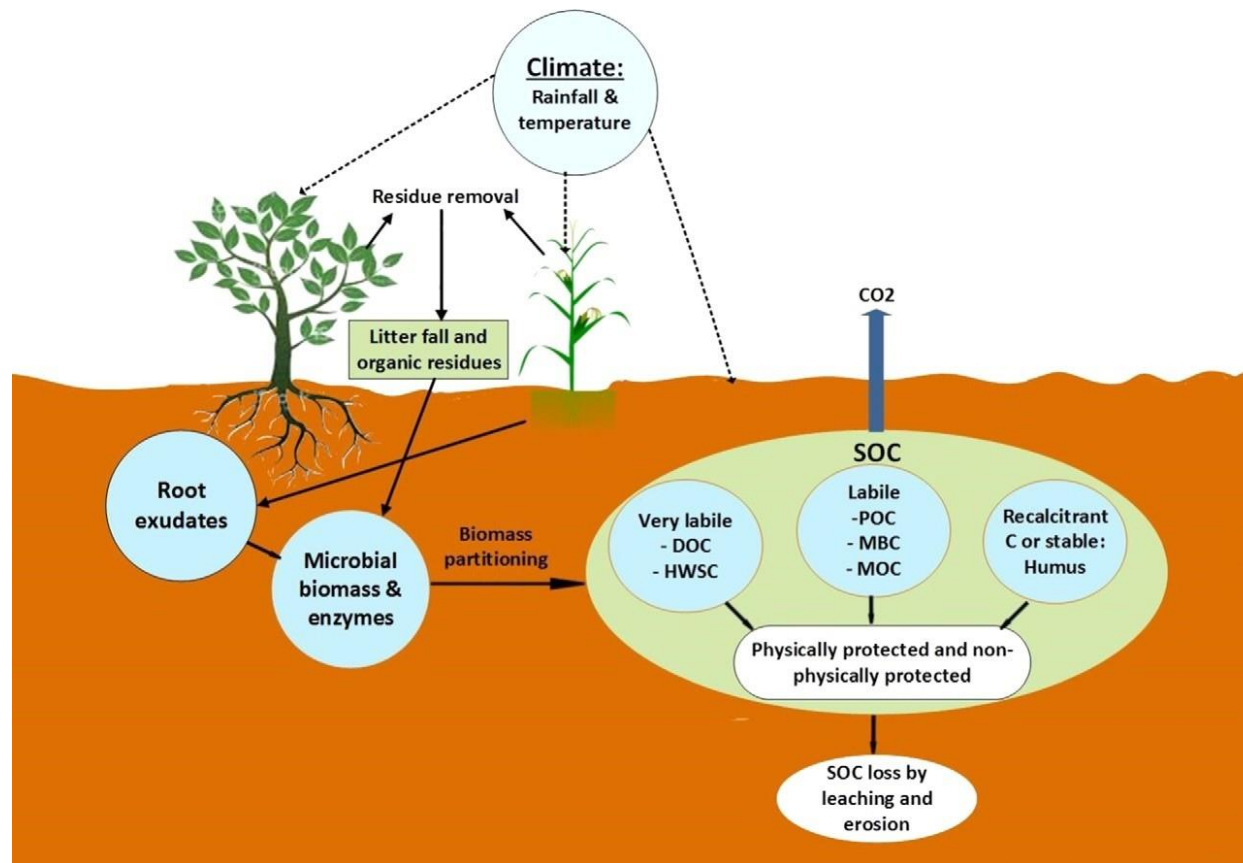 Climate:
Rainfall &
temperature
Residue removal
CO2
Litter fall and
organic residues
SOC
Root
exudates
Microbial
biomass &
enzymes
Biomass
partitioning
Very labile
- DOC
- HWSC
Labile
-POC
- MBC
- MOC
Recalcitrant
C or stable:
Humus
Physically protected and non-
physically protected
SOC loss by
leaching and
erosion